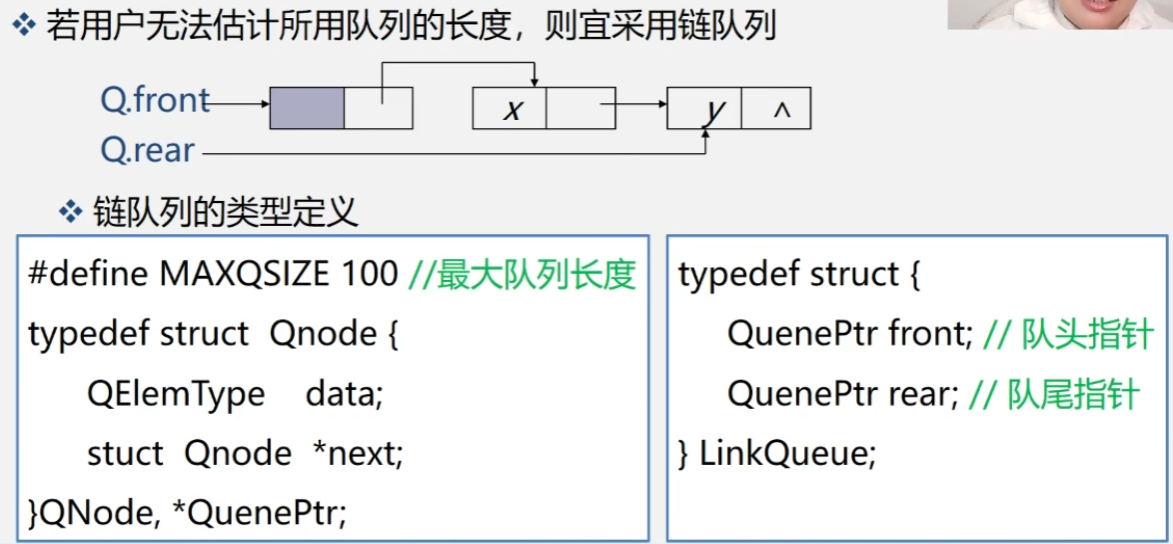 若用户无法估计所用队列的长度，则宜采用链队列
Q.front
x
y ^
Q.rear
链队列的类型定义
#define MAXQSIZE 100 //最大队列长度
typedef struct Qnode {
QElemType data;
stuct Qnode *next;
}QNode, *QuenePtr;
typedef struct {
QuenePtr front; // 队头指针
QuenePtr rear; // 队尾指针
} LinkQueue;